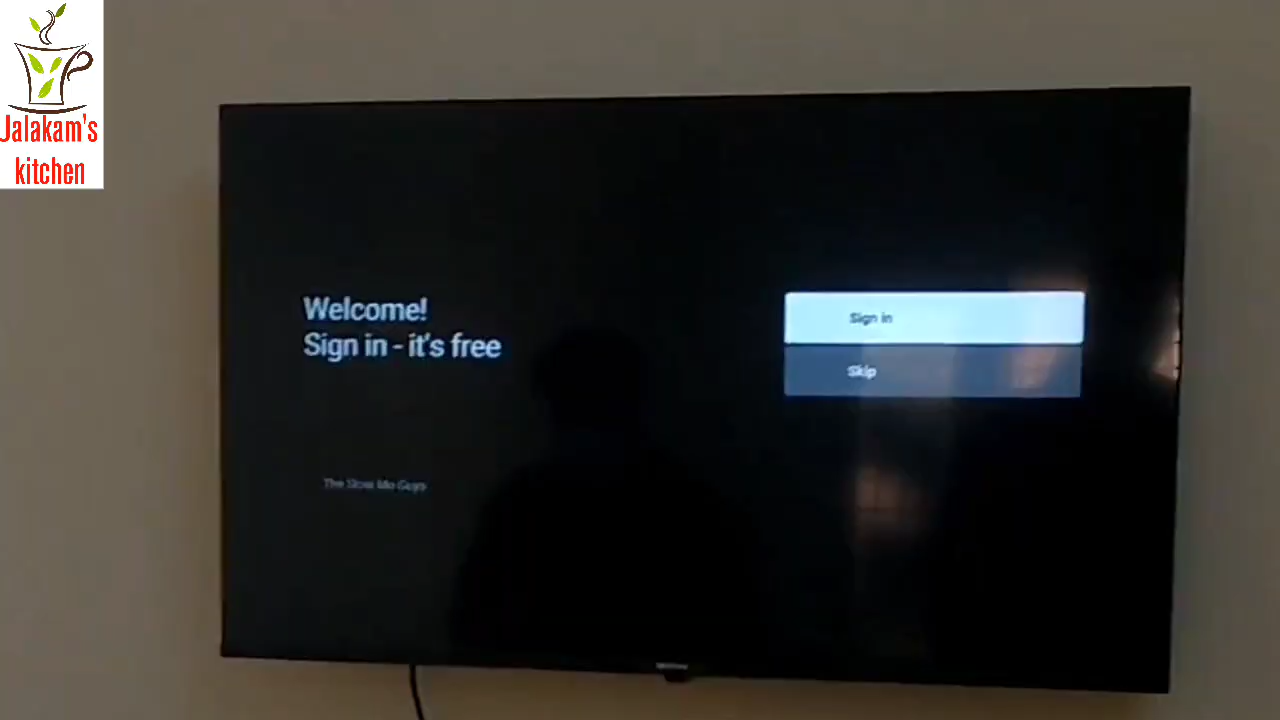 Jalakam's
kitchen
Welcome!
Sign in - it's free
Sign in
Skip
The Slow Mo Guys